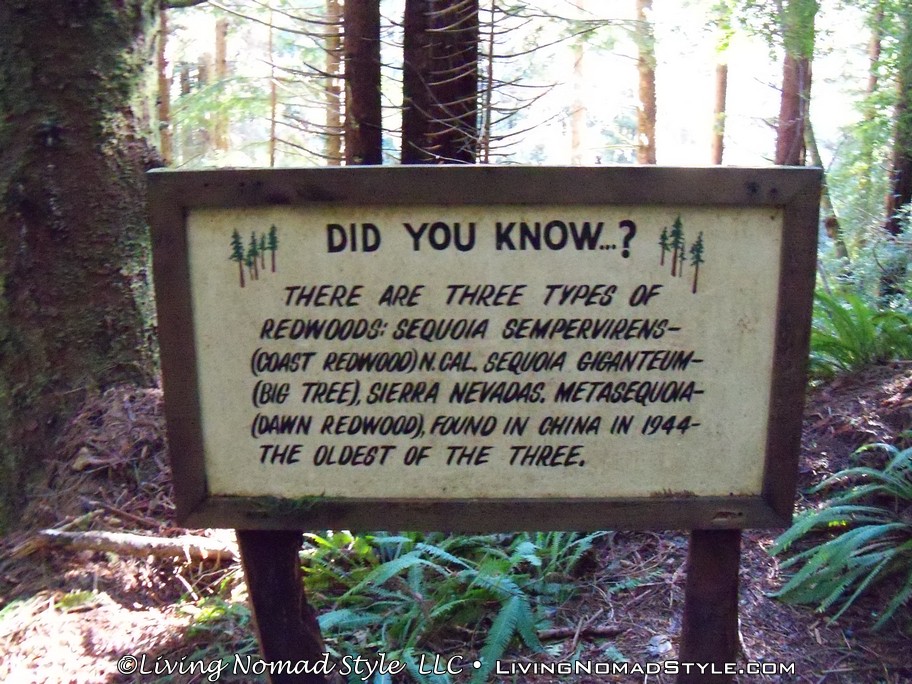 DID YOU KNOW...?
THERE ARE THREE TYPES OF
REDWOODS: SEQUOIA SEMPERVIRENS-
(COAST REDWOOD) N.CAL. SEQUOIA GIGANTEUM-
(BIG TREE), SIERRA NEVADAS. METASEQUOIA-
(DAWN REDWOOD), FOUND IN CHINA IN 1944-
THE OLDEST OF THE THREE.
©Living Nomad Style LLC • LivingNomadStyle.com